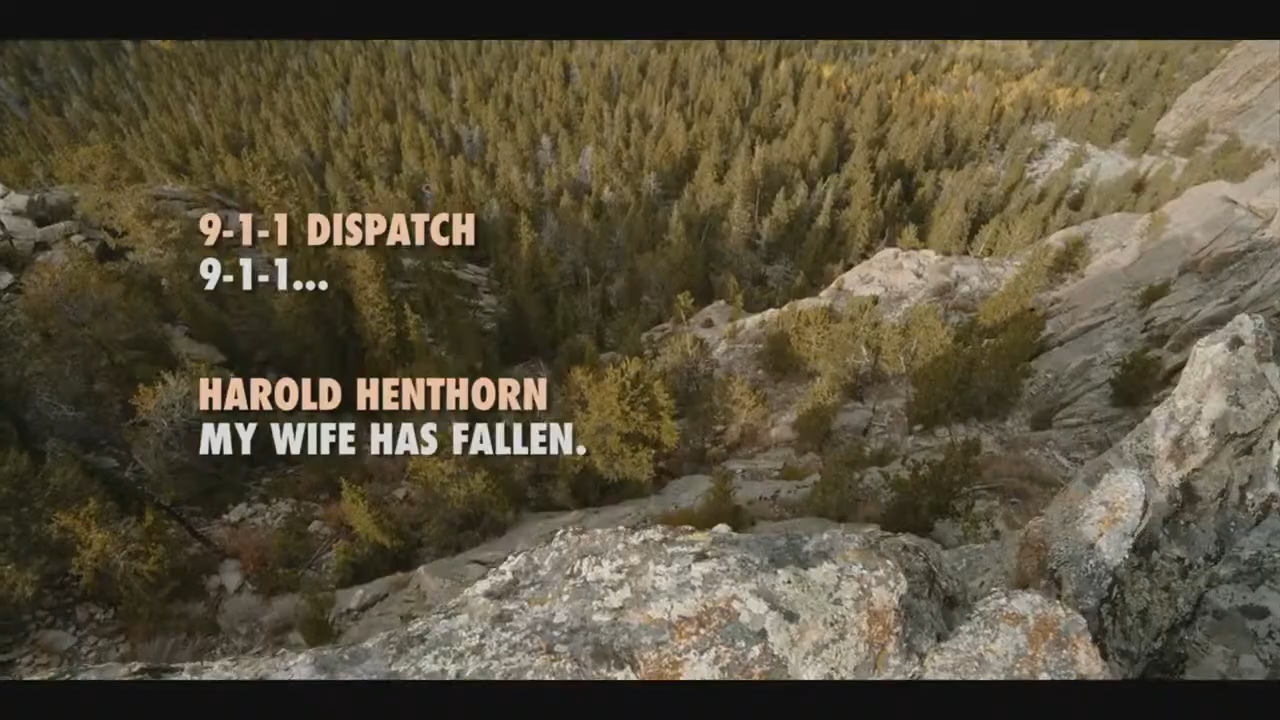 9-1-1 DISPATCH
9-1-1...
HAROLD HENTHORN
MY WIFE HAS FALLEN.